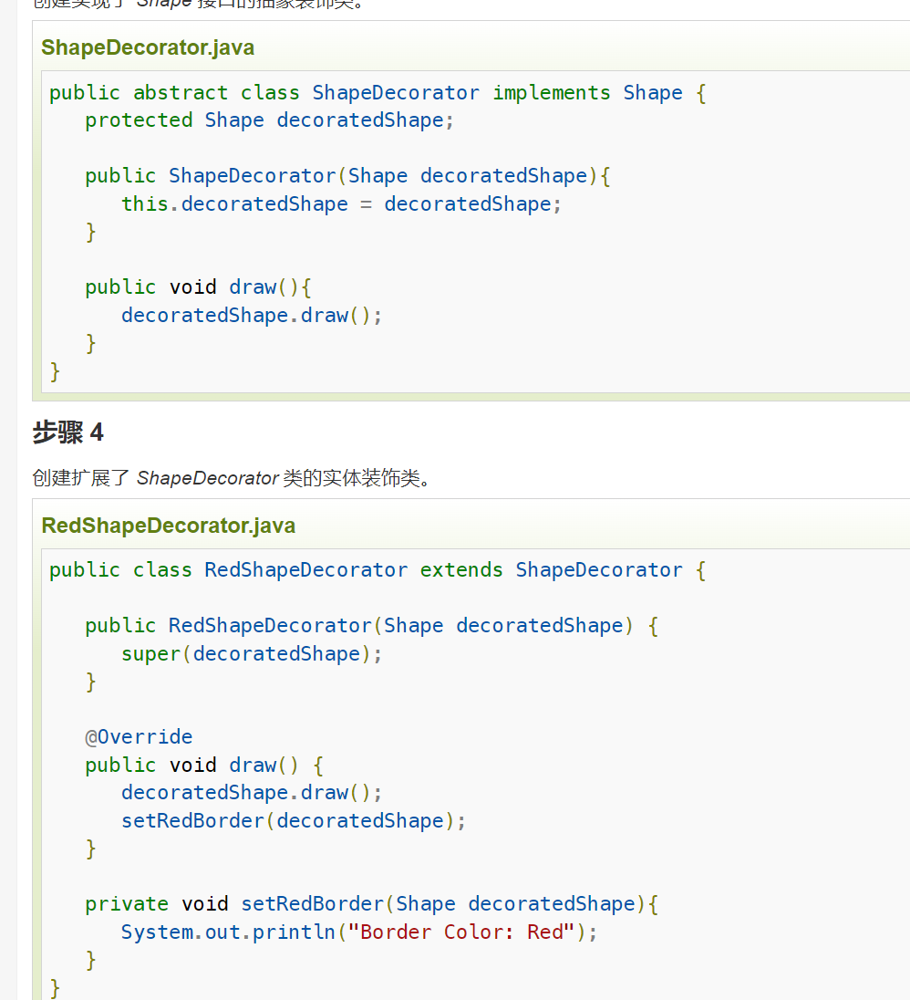 创建实现了 Shape 接口的抽象装饰类。
ShapeDecorator.java
public abstract class ShapeDecorator implements Shape {
   protected Shape decoratedShape;
   public ShapeDecorator(Shape decoratedShape){
      this.decoratedShape = decoratedShape;
   }
   public void draw(){
      decoratedShape.draw();
   }
}
步骤 4
创建扩展了 ShapeDecorator 类的实体装饰类。
RedShapeDecorator.java
public class RedShapeDecorator extends ShapeDecorator {
   public RedShapeDecorator(Shape decoratedShape) {
      super(decoratedShape);
   }
   @Override
   public void draw() {
      decoratedShape.draw();
      setRedBorder(decoratedShape);
   }
   private void setRedBorder(Shape decoratedShape){
      System.out.println("Border Color: Red");
   }
}